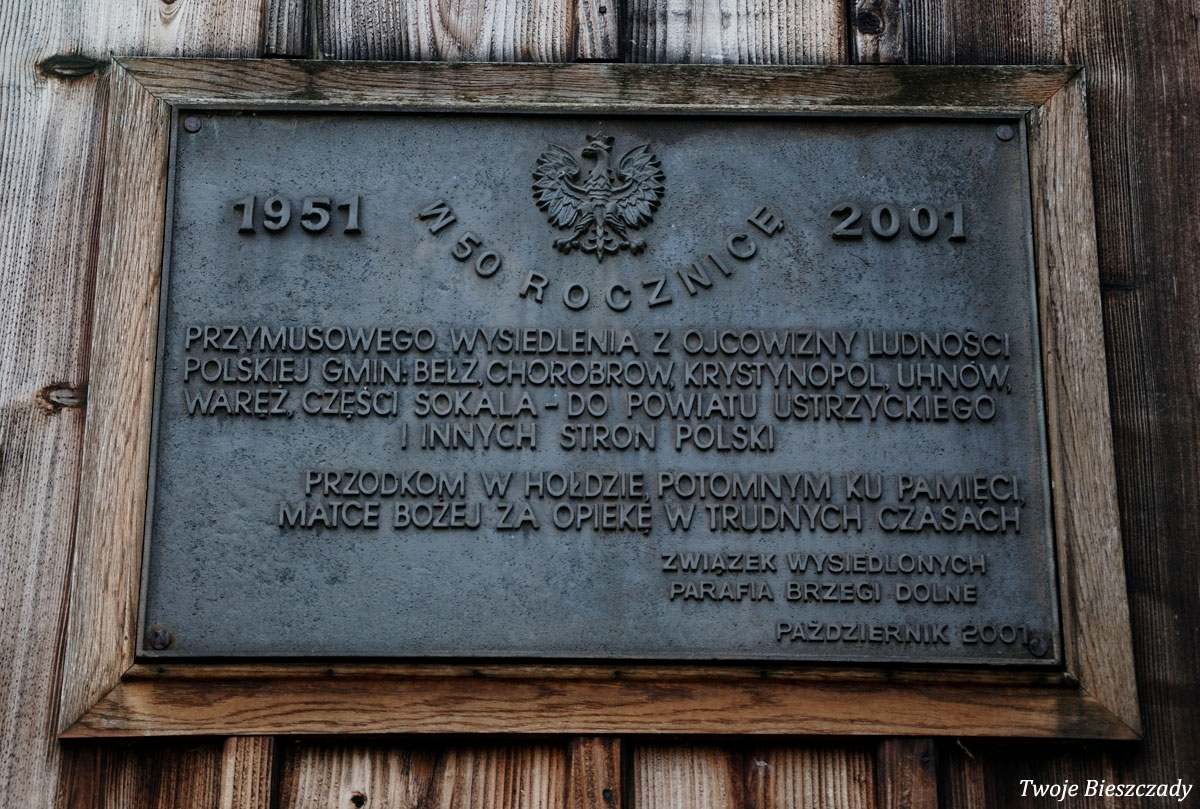 1951
W 50 ROCZNICĘ
2001
PRZYMUSOWEGO WYSIEDLENIA Z OJCOWIZNY LUDNOŚCI
POLSKIEJ GMIN: BEŁZ, CHOROBRÓW, KRYSTYNOPOL, UHNÓW,
WARĘŻ, CZĘŚCI SOKALA – DO POWIATU USTRZYCKIEGO
I INNYCH STRON POLSKI
PRZODKOM W HOŁDZIE, POTOMNYM KU PAMIĘCI,
MATCE BOŻEJ ZA OPIEKĘ W TRUDNYCH CZASACH
ZWIĄZEK WYSIEDLONYCH
PARAFIA BRZEGI DOLNE
PAŹDZIERNIK 2001
Twoje Bieszczady